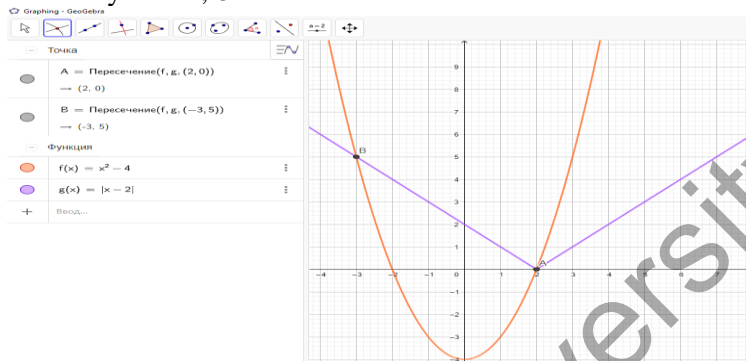 Graphing - GeoGebra
a=2
Точка
A = Пересечение(f, g, (2, 0))
→ (2, 0)
B = Пересечение(f, g, (−3, 5))
→ (-3, 5)
Функция
f(x) = x² − 4
g(x) = |x − 2|
+ Ввод...
9
8
7
6
B
5
4
3
2
1
A
−4 −3 −2 −1 0 1 2 3 4 5 6 7
−1
−2
−3
−4
versit